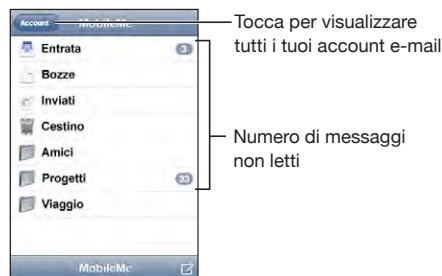 Account
MobileMe
Tocca per visualizzare
tutti i tuoi account e-mail
Entrata 3
Bozze
Inviati
Cestino
Amici
Numero di messaggi
non letti
Progetti 33
Viaggio
MobileMe